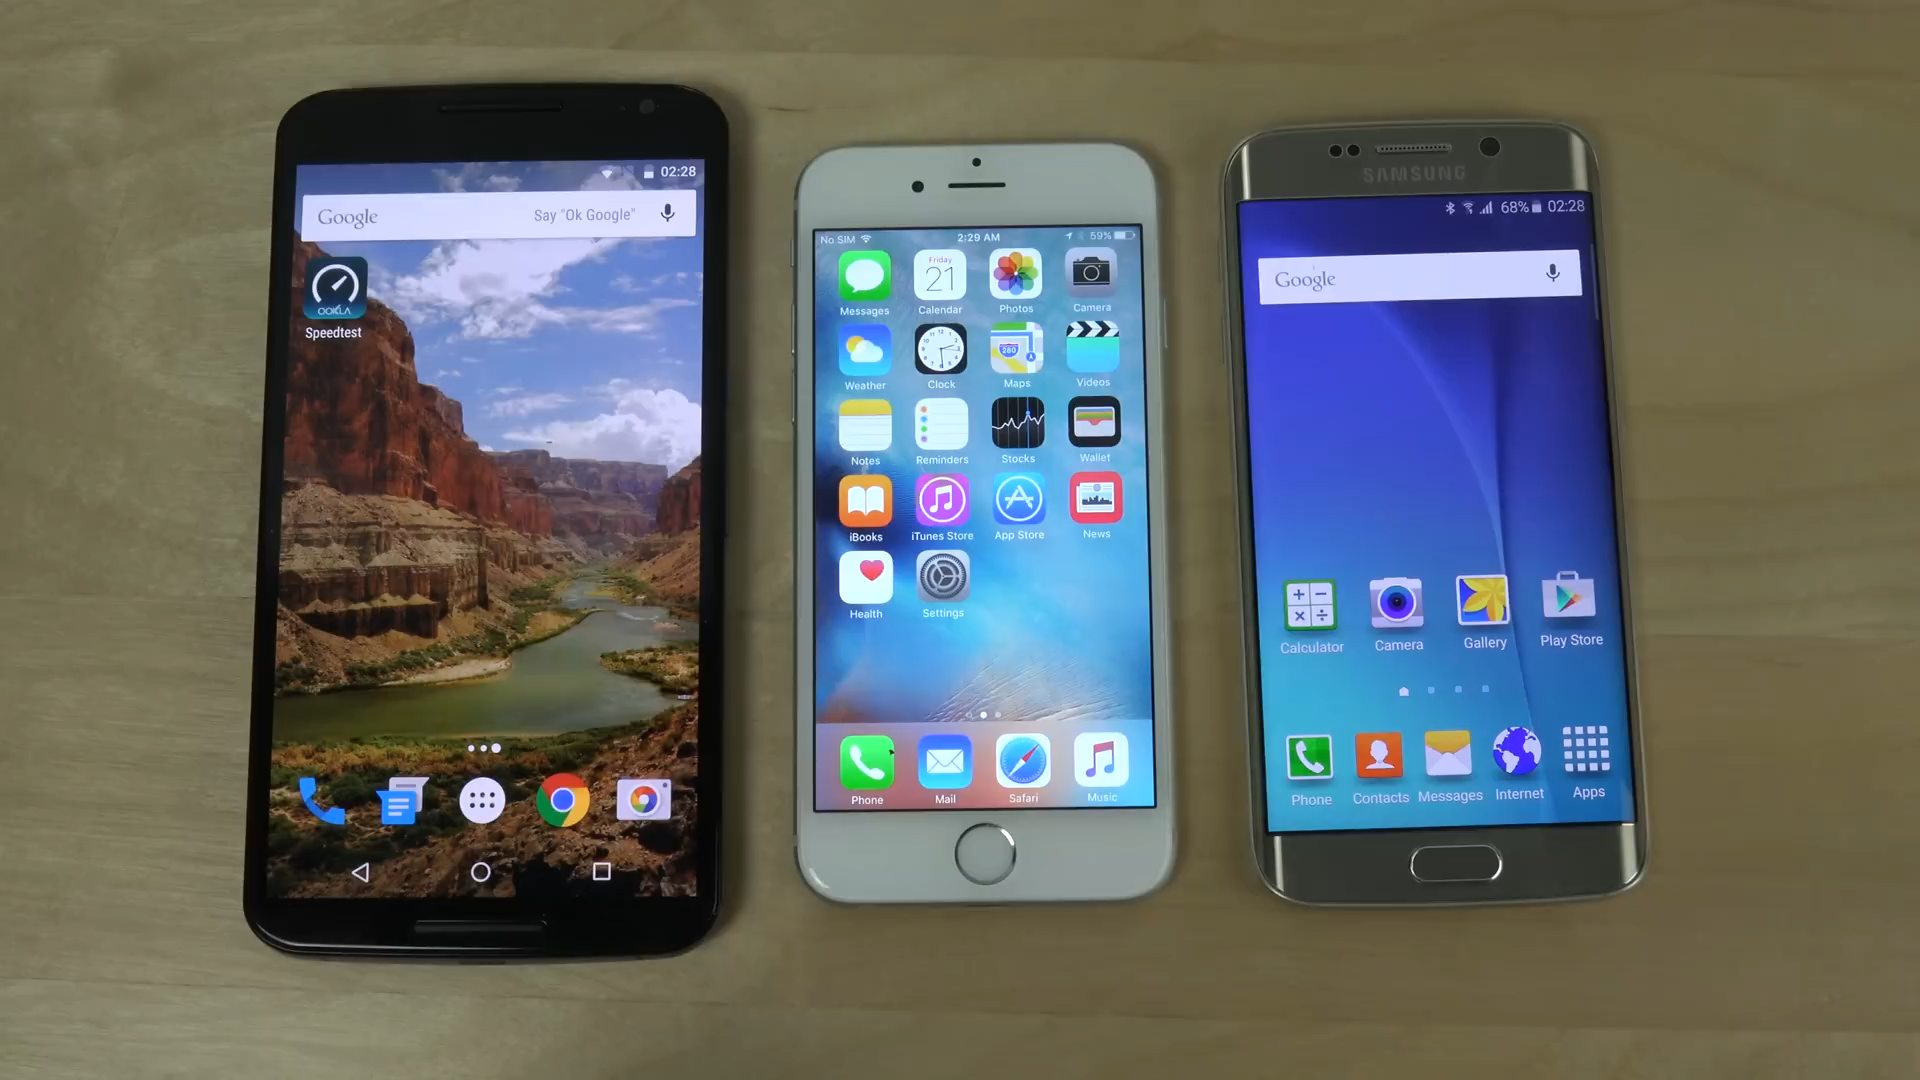 02:28
Google
Say "Ok Google"
OOKLA
Speedtest
No SIM
2:29 AM
59%
Friday
21
Messages
Calendar
Photos
Camera
280
Weather
Clock
Maps
Videos
Notes
Reminders
Stocks
Wallet
iBooks
iTunes Store
App Store
News
Health
Settings
Phone
Mail
Safari
Music
SAMSUNG
68%
02:28
Google
Calculator
Camera
Gallery
Play Store
Phone
Contacts
Messages
Internet
Apps